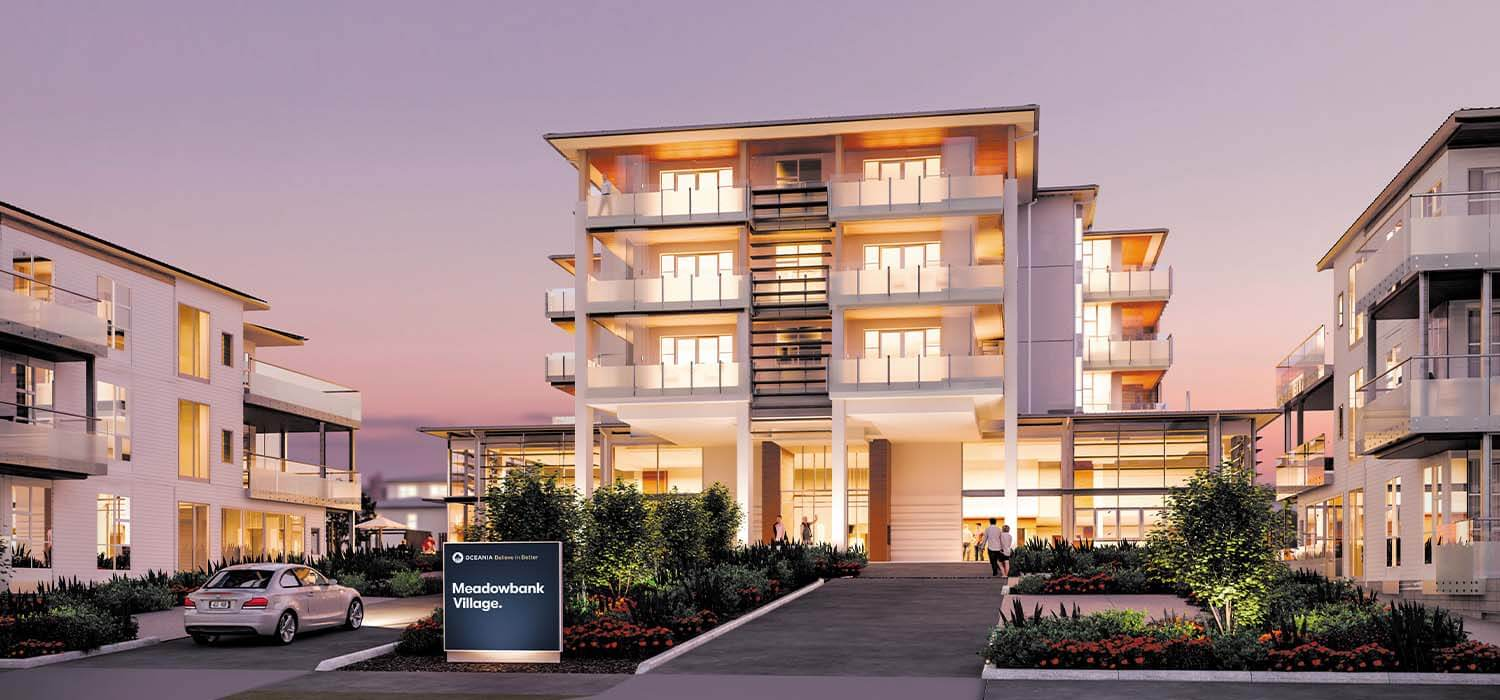 OCEANIA Believe in Better
Meadowbank
Village.